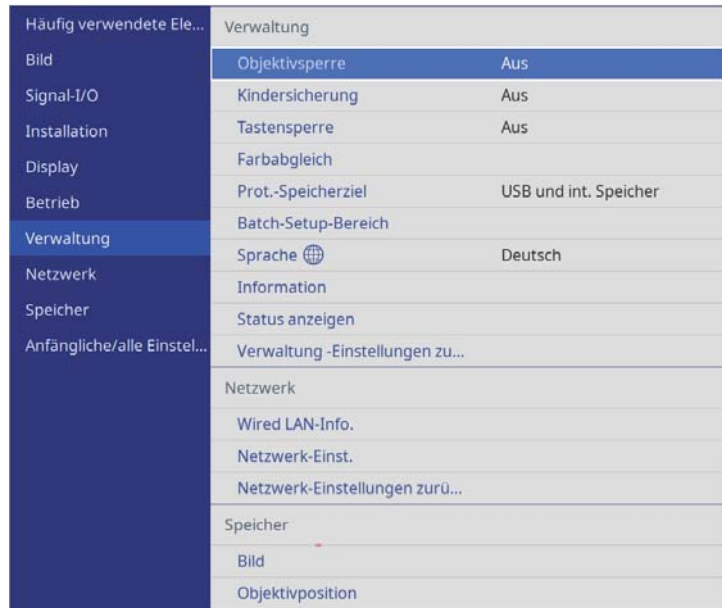 Häufig verwendete Ele...
Bild
Signal-I/O
Installation
Display
Betrieb
Verwaltung
Netzwerk
Speicher
Anfängliche/alle Einstel...
Verwaltung
Objektivsperre Aus
Kindersicherung Aus
Tastensperre Aus
Farbabgleich
Prot.-Speicherziel USB und int. Speicher
Batch-Setup-Bereich
Sprache Deutsch
Information
Status anzeigen
Verwaltung -Einstellungen zu...
Netzwerk
Wired LAN-Info.
Netzwerk-Einst.
Netzwerk-Einstellungen zurü...
Speicher
Bild
Objektivposition